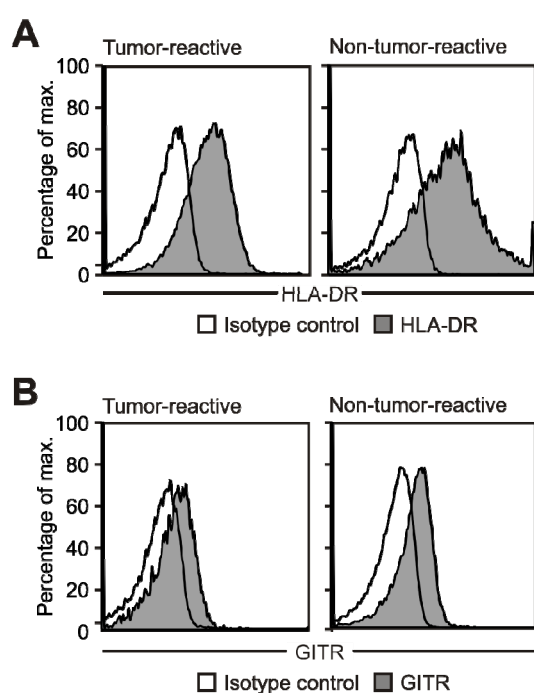 A
Tumor-reactive
Non-tumor-reactive
Percentage of max.
100
80
60
40
20
0
HLA-DR
Isotype control
HLA-DR
B
Tumor-reactive
Non-tumor-reactive
Percentage of max.
100
80
60
40
20
0
GITR
Isotype control
GITR